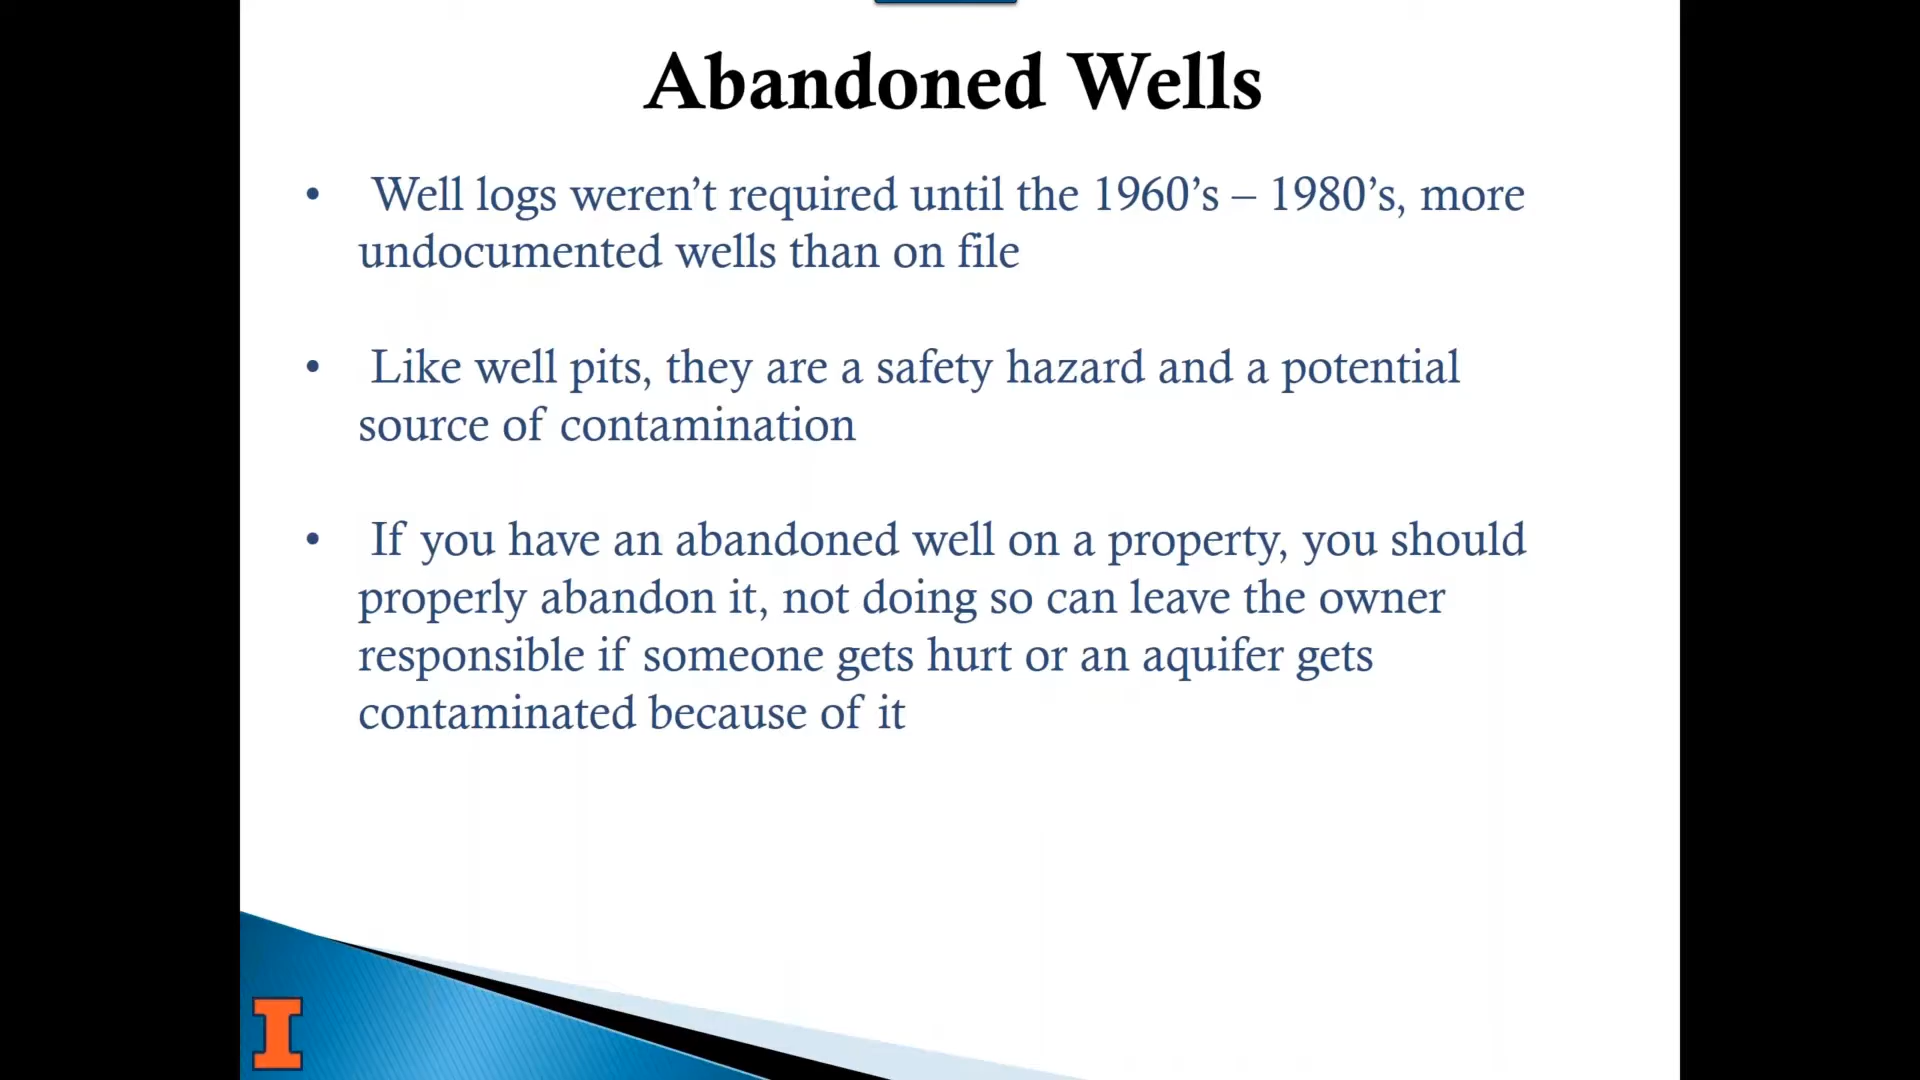 Abandoned Wells
• Well logs weren’t required until the 1960’s – 1980’s, more
undocumented wells than on file
• Like well pits, they are a safety hazard and a potential
source of contamination
• If you have an abandoned well on a property, you should
properly abandon it, not doing so can leave the owner
responsible if someone gets hurt or an aquifer gets
contaminated because of it
I